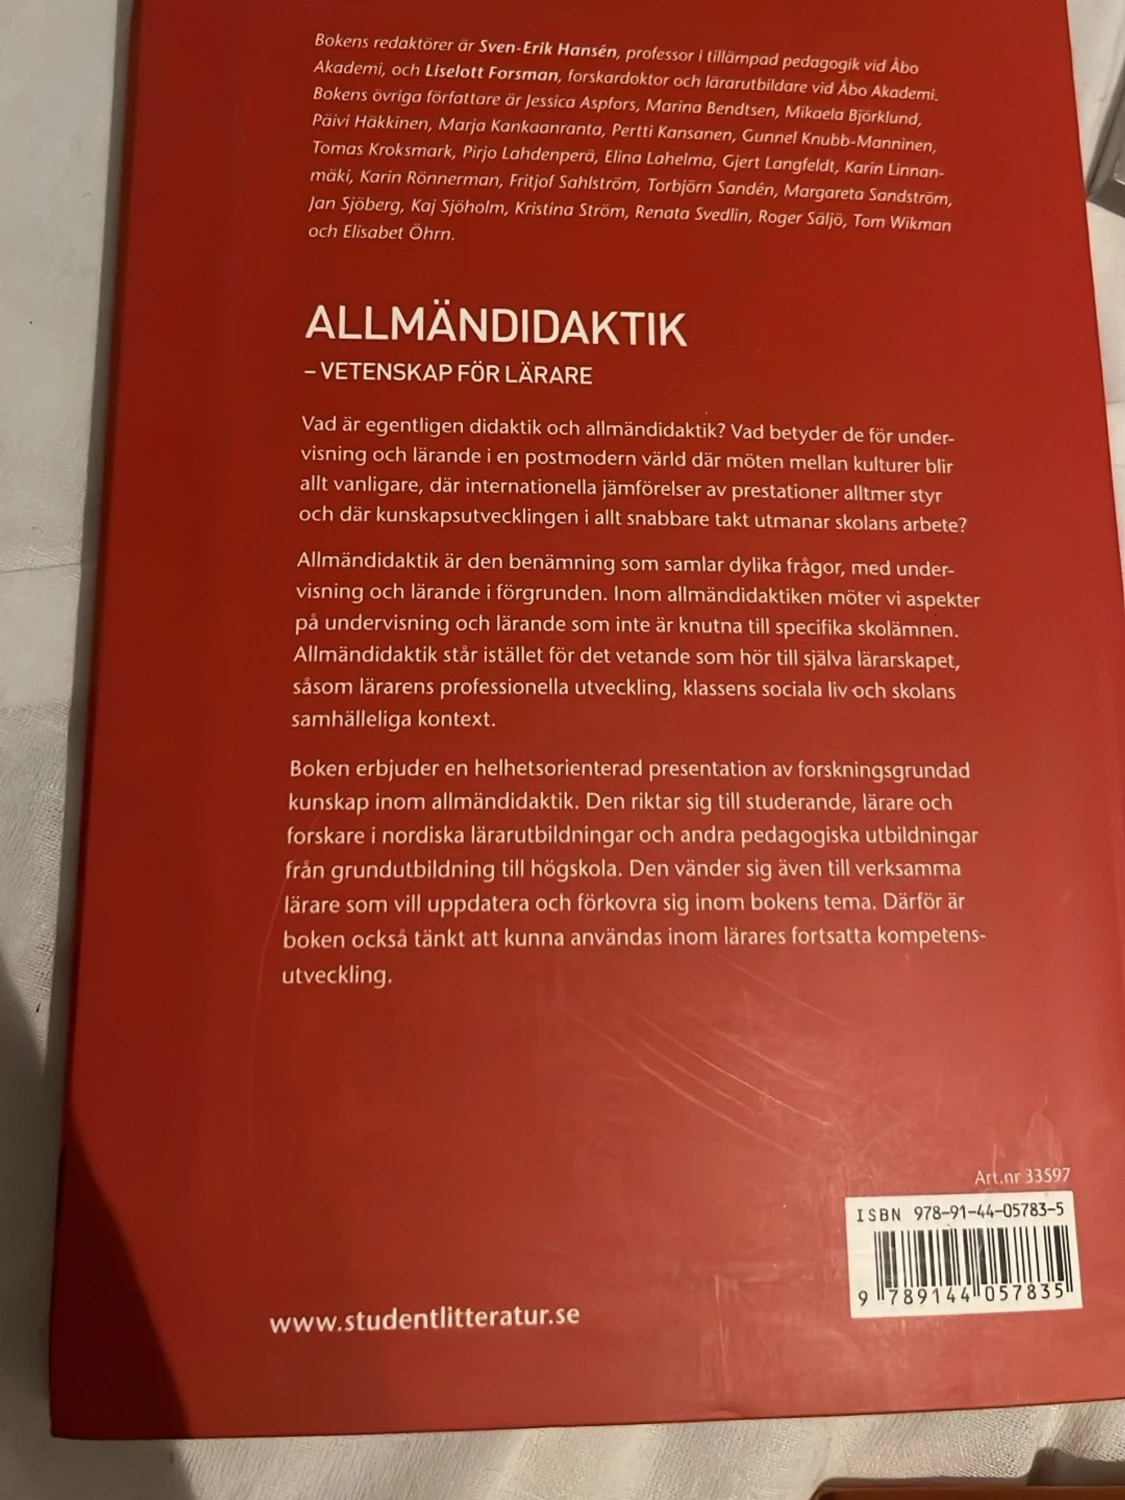 Bokens redaktörer är Sven-Erik Hansén, professor i tillämpad pedagogik vid Åbo
Akademi, och Liselott Forsman, forskardoktor och lärarutbildare vid Åbo Akademi.
Bokens övriga författare är Jessica Aspfors, Marina Bendtsen, Mikaela Björklund,
Päivi Häkkinen, Marja Kankaanranta, Pertti Kansanen, Gunnel Knubb-Manninen,
Tomas Kroksmark, Pirjo Lahdenperä, Elina Lahelma, Gjert Langfeldt, Karin Linnan-
mäki, Karin Rönnerman, Fritjof Sahlström, Torbjörn Sandén, Margareta Sandström,
Jan Sjöberg, Kaj Sjöholm, Kristina Ström, Renata Svedlin, Roger Säljö, Tom Wikman
och Elisabet Öhrn.
ALLMÄNDIDAKTIK
– VETENSKAP FÖR LÄRARE
Vad är egentligen didaktik och allmändidaktik? Vad betyder de för under-
visning och lärande i en postmodern värld där möten mellan kulturer blir
allt vanligare, där internationella jämförelser av prestationer alltmer styr
och där kunskapsutvecklingen i allt snabbare takt utmanar skolans arbete?
Allmändidaktik är den benämning som samlar dylika frågor, med under-
visning och lärande i förgrunden. Inom allmändidaktiken möter vi aspekter
på undervisning och lärande som inte är knutna till specifika skolämnen.
Allmändidaktik står istället för det vetande som hör till själva lärarskapet,
såsom lärarens professionella utveckling, klassens sociala liv och skolans
samhälleliga kontext.
Boken erbjuder en helhetsorienterad presentation av forskningsgrundad
kunskap inom allmändidaktik. Den riktar sig till studerande, lärare och
forskare i nordiska lärarutbildningar och andra pedagogiska utbildningar
från grundutbildning till högskola. Den vänder sig även till verksamma
lärare som vill uppdatera och förkovra sig inom bokens tema. Därför är
boken också tänkt att kunna användas inom lärares fortsatta kompetens-
utveckling.
Art.nr 33597
ISBN 978-91-44-05783-5
9 789144 057835
www.studentlitteratur.se